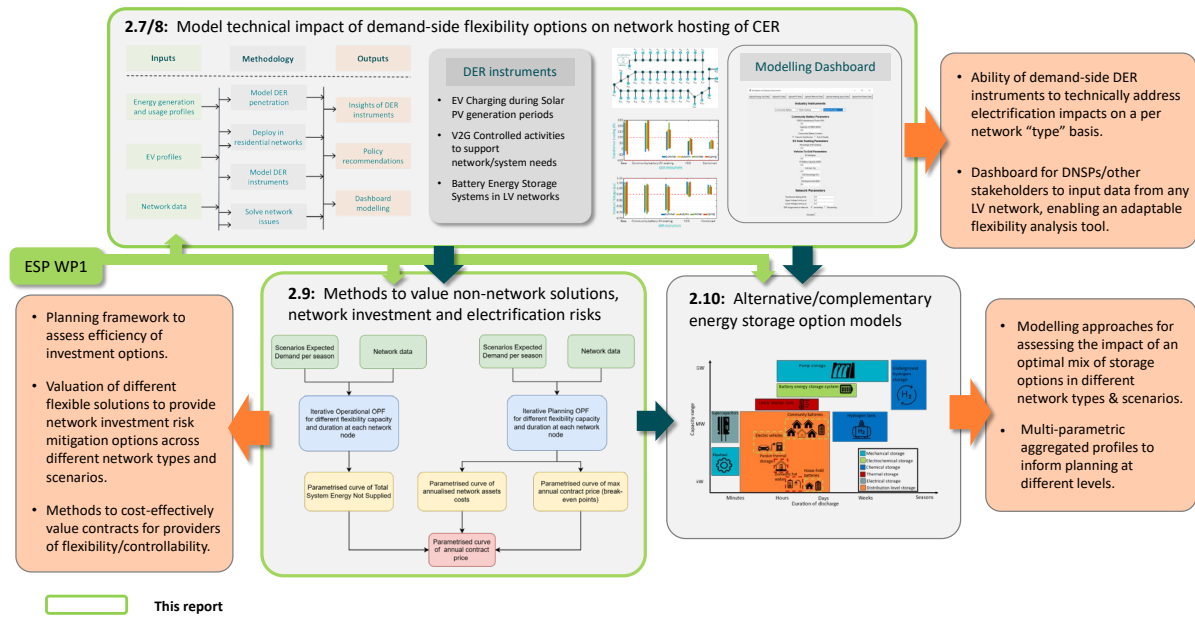 2.7/8: Model technical impact of demand-side flexibility options on network hosting of CER
Inputs
Methodology
Outputs
Energy generation
and usage profiles
EV profiles
Network data
Model DER
penetration
Deploy in
residential networks
Model DER
instruments
Solve network
issues
Insights of DER
instruments
Policy
recommendations
Dashboard
modelling
DER instruments
• EV Charging during Solar
PV generation periods
• V2G Controlled activities
to support
network/system needs
• Battery Energy Storage
Systems in LV networks
Modelling Dashboard
Industry Instruments
Community Battery Parameters
Network Parameters
• Ability of demand-side DER
instruments to technically address
electrification impacts on a per
network “type” basis.
• Dashboard for DNSPs/other
stakeholders to input data from any
LV network, enabling an adaptable
flexibility analysis tool.
ESP WP1
• Planning framework to
assess efficiency of
investment options.
• Valuation of different
flexible solutions to provide
network investment risk
mitigation options across
different network types and
scenarios.
• Methods to cost-effectively
value contracts for providers
of flexibility/controllability.
2.9: Methods to value non-network solutions,
network investment and electrification risks
Scenarios Expected
Demand per season
Network data
Scenarios Expected
Demand per season
Network data
Iterative Operational OPF
for different flexibility capacity
and duration at each network
node
Iterative Planning OPF
for different flexibility capacity
and duration at each network
node
Parametrised curve of Total
System Energy Not Supplied
Parametrised curve of
annualised network assets
costs
Parametrised curve of max
annual contract price (break-
even points)
Parametrised curve
of annual contract
price
2.10: Alternative/complementary
energy storage option models
Capacity range
GW
MW
kW
Pump storage
Battery energy storage system
Underground
hydrogen
storage
H₂
Community batteries
Hydrogen tank
H₂
Electric vehicles
House-hold
batteries
Mechanical storage
Electrochemical storage
Chemical storage
Thermal storage
Electrical storage
Distribution level storage
Minutes
Hours
Days
Weeks
Seasons
Duration of discharge
• Modelling approaches for
assessing the impact of an
optimal mix of storage
options in different
network types & scenarios.
• Multi-parametric
aggregated profiles to
inform planning at
different levels.
This report